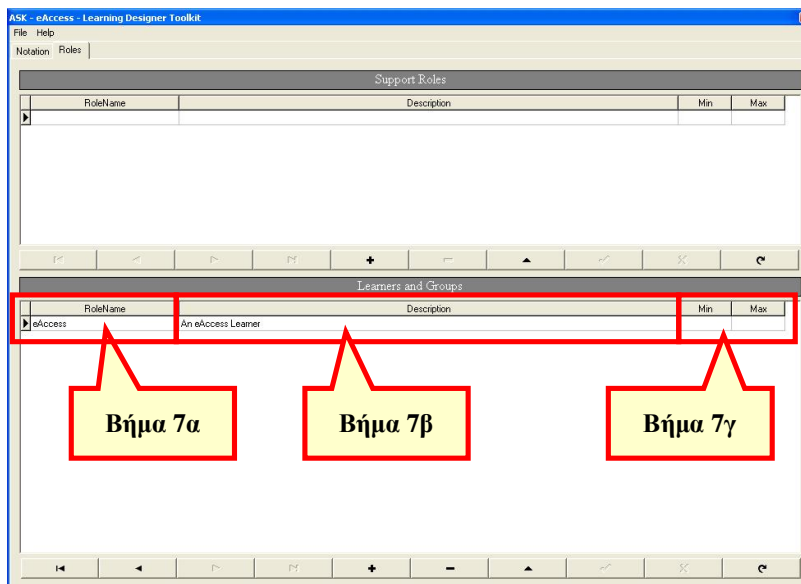 ASK - eAccess - Learning Designer Toolkit
File Help
Notation Roles
Support Roles
RoleName Description Min Max
Learners and Groups
RoleName Description Min Max
eAccess An eAccess Learner
Βήμα 7α Βήμα 7β Βήμα 7γ